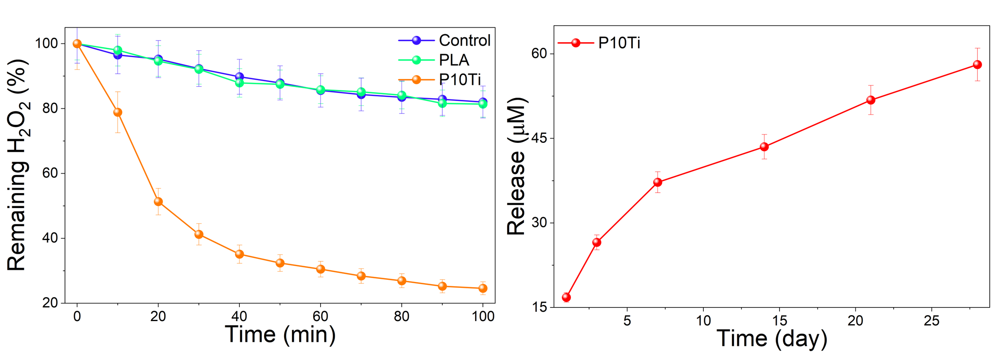 Remaining H₂O₂ (%)
100
80
60
40
20
Control
PLA
P10Ti
0 20 40 60 80 100
Time (min)
Release (μM)
60
45
30
15
P10Ti
5 10 15 20 25
Time (day)